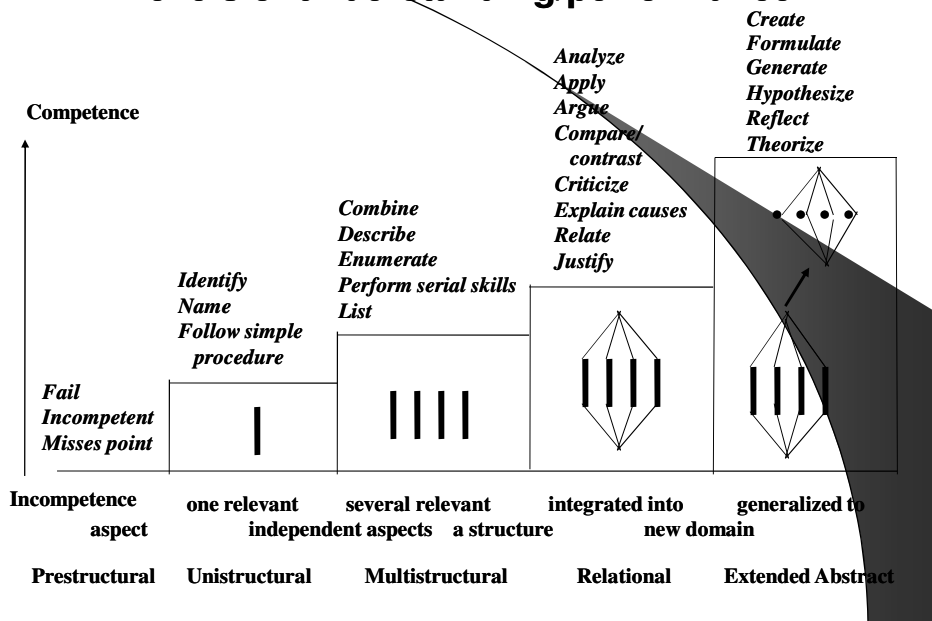 Create
Formulate
Generate
Hypothesize
Reflect
Theorize
Analyze
Apply
Argue
Compare/
contrast
Criticize
Explain causes
Relate
Justify
Competence
Combine
Describe
Enumerate
Perform serial skills
List
Identify
Name
Follow simple
procedure
Fail
Incompetent
Misses point
Incompetence one relevant several relevant integrated into generalized to
aspect independent aspects a structure new domain
Prestructural Unistructural Multistructural Relational Extended Abstract